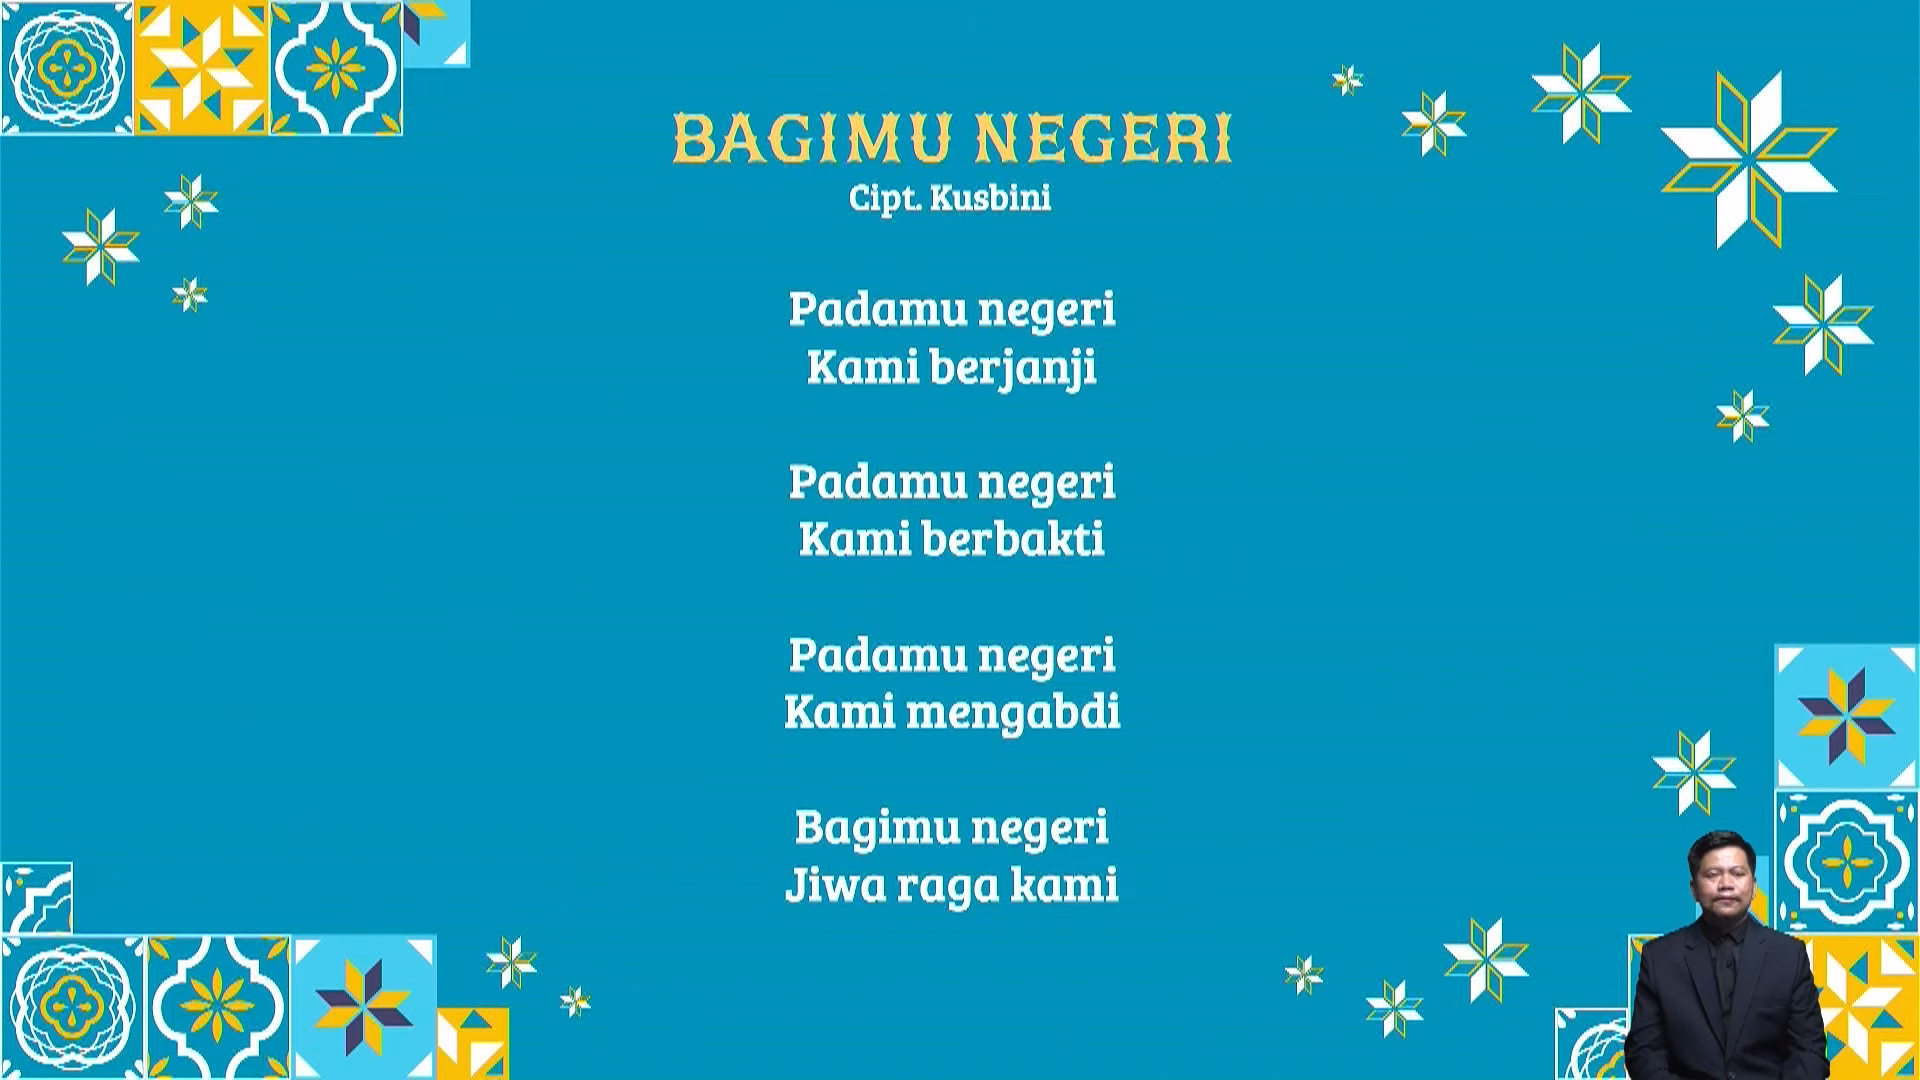 BAGIMU NEGERI
Cipt. Kusbini
Padamu negeri
Kami berjanji
Padamu negeri
Kami berbakti
Padamu negeri
Kami mengabdi
Bagimu negeri
Jiwa raga kami